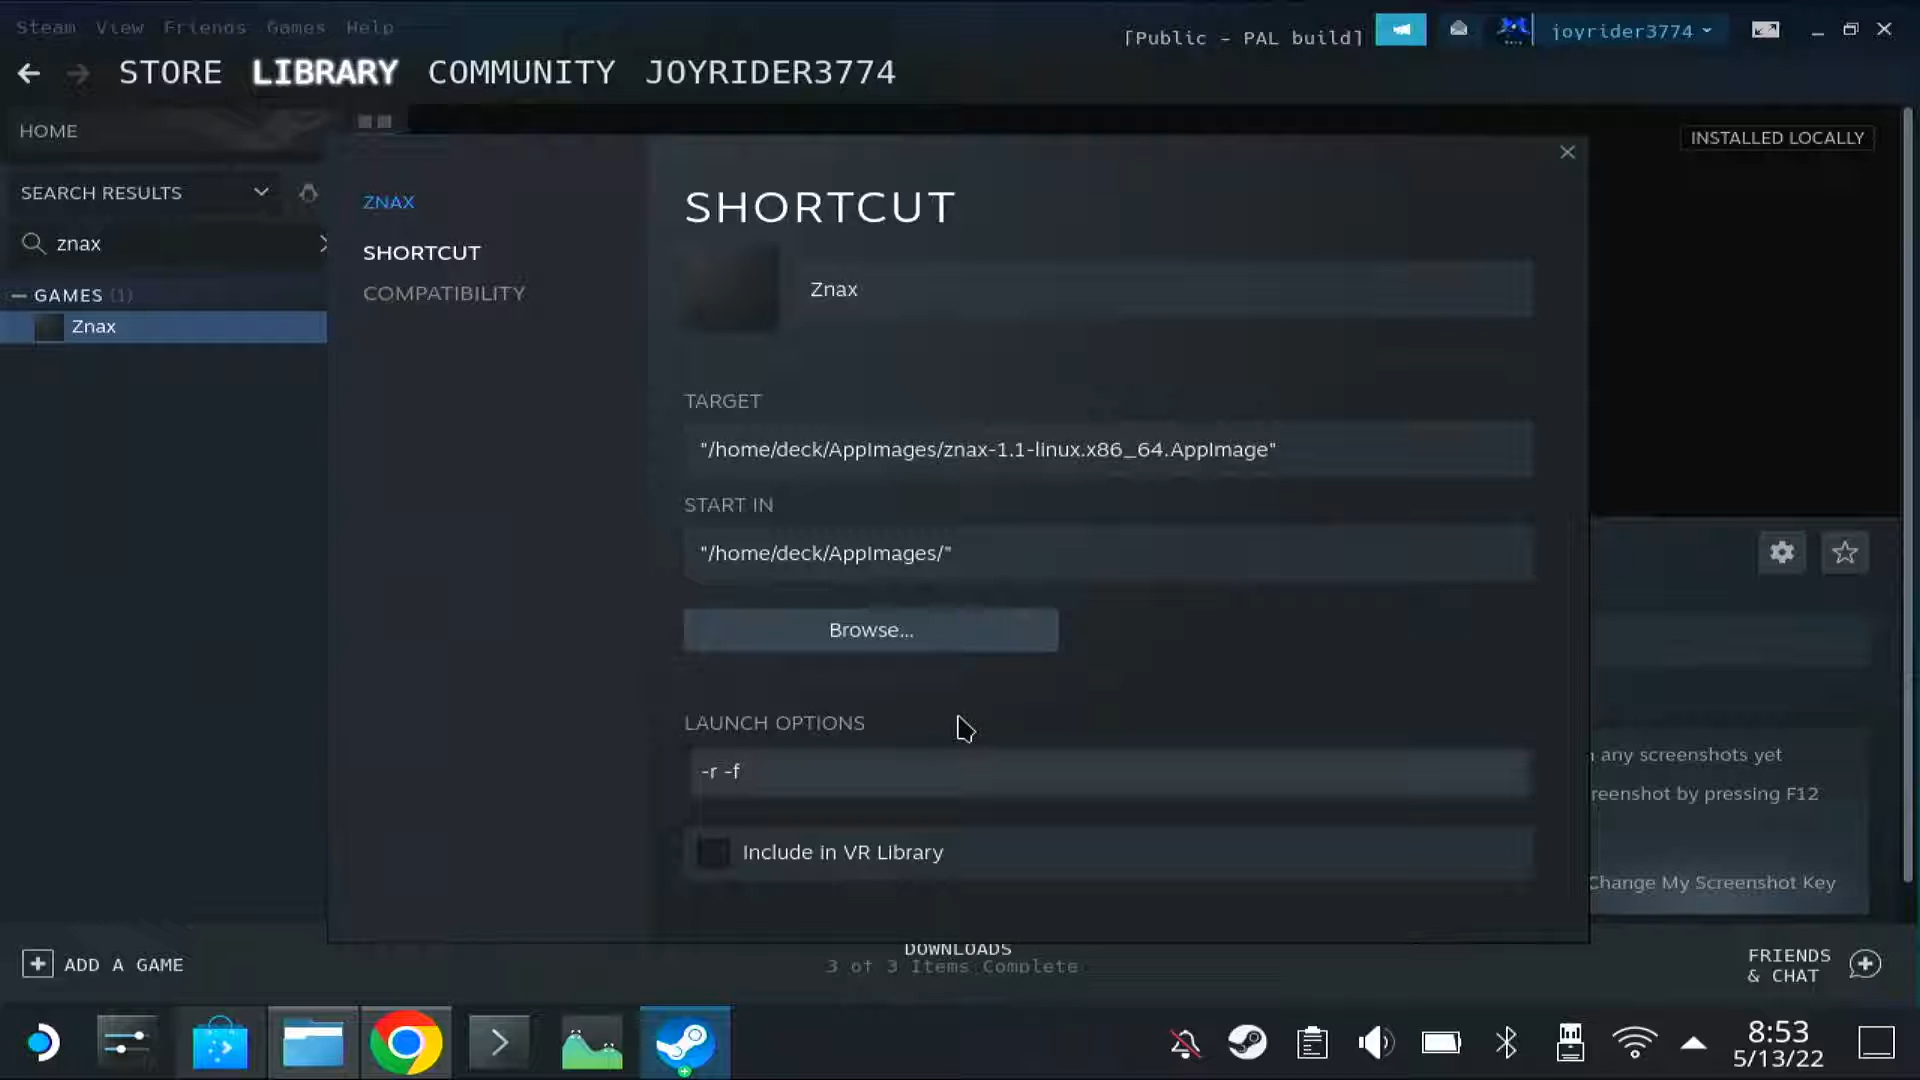 Steam View Friends Games Help
[Public - PAL build]
joyrider3774
STORE LIBRARY COMMUNITY JOYRIDER3774
HOME
INSTALLED LOCALLY
SEARCH RESULTS
znax
GAMES (1)
Znax
ZNAX
SHORTCUT
COMPATIBILITY
SHORTCUT
Znax
TARGET
"/home/deck/AppImages/znax-1.1-linux.x86_64.AppImage"
START IN
"/home/deck/AppImages/"
Browse...
LAUNCH OPTIONS
-r -f
Include in VR Library
any screenshots yet
reenshot by pressing F12
Change My Screenshot Key
ADD A GAME
DOWNLOADS
3 of 3 Items Complete
FRIENDS
& CHAT
8:53
5/13/22